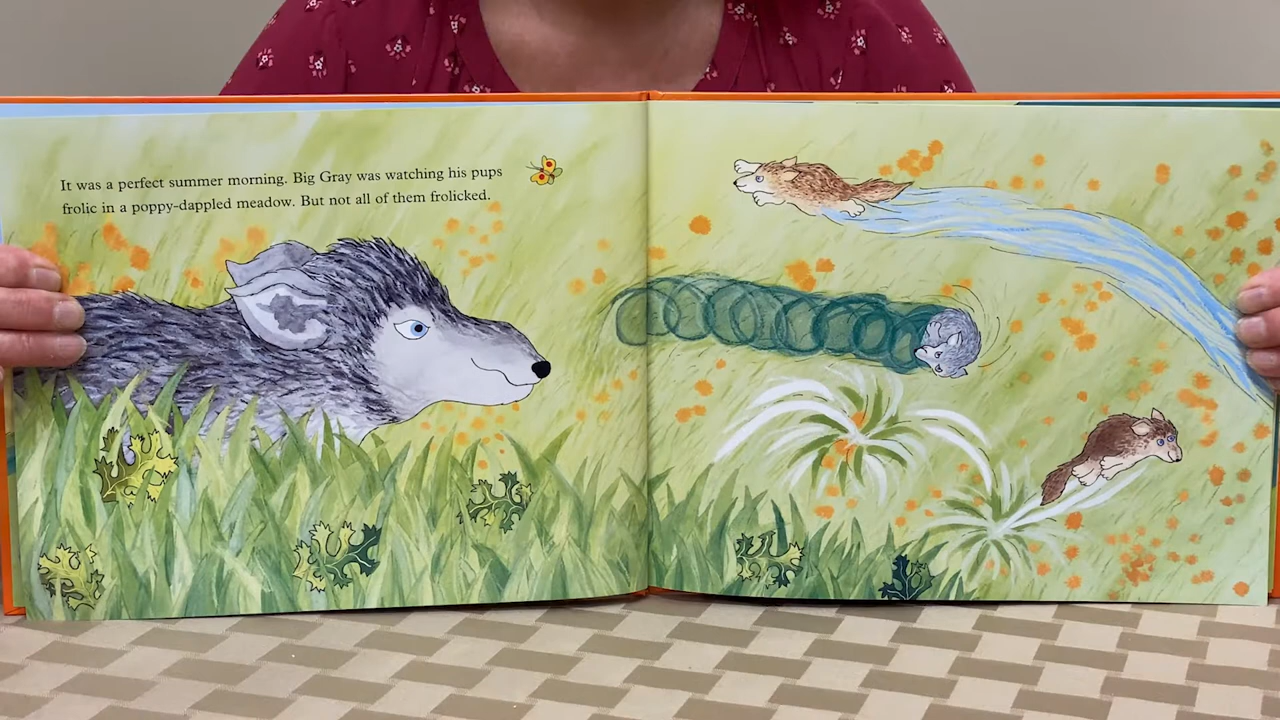 It was a perfect summer morning. Big Gray was watching his pups
frolic in a poppy-dappled meadow. But not all of them frolicked.